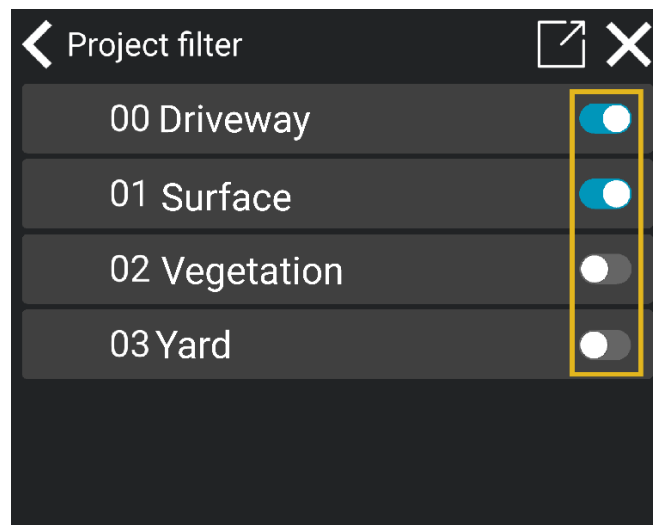 Project filter
00 Driveway
01 Surface
02 Vegetation
03 Yard